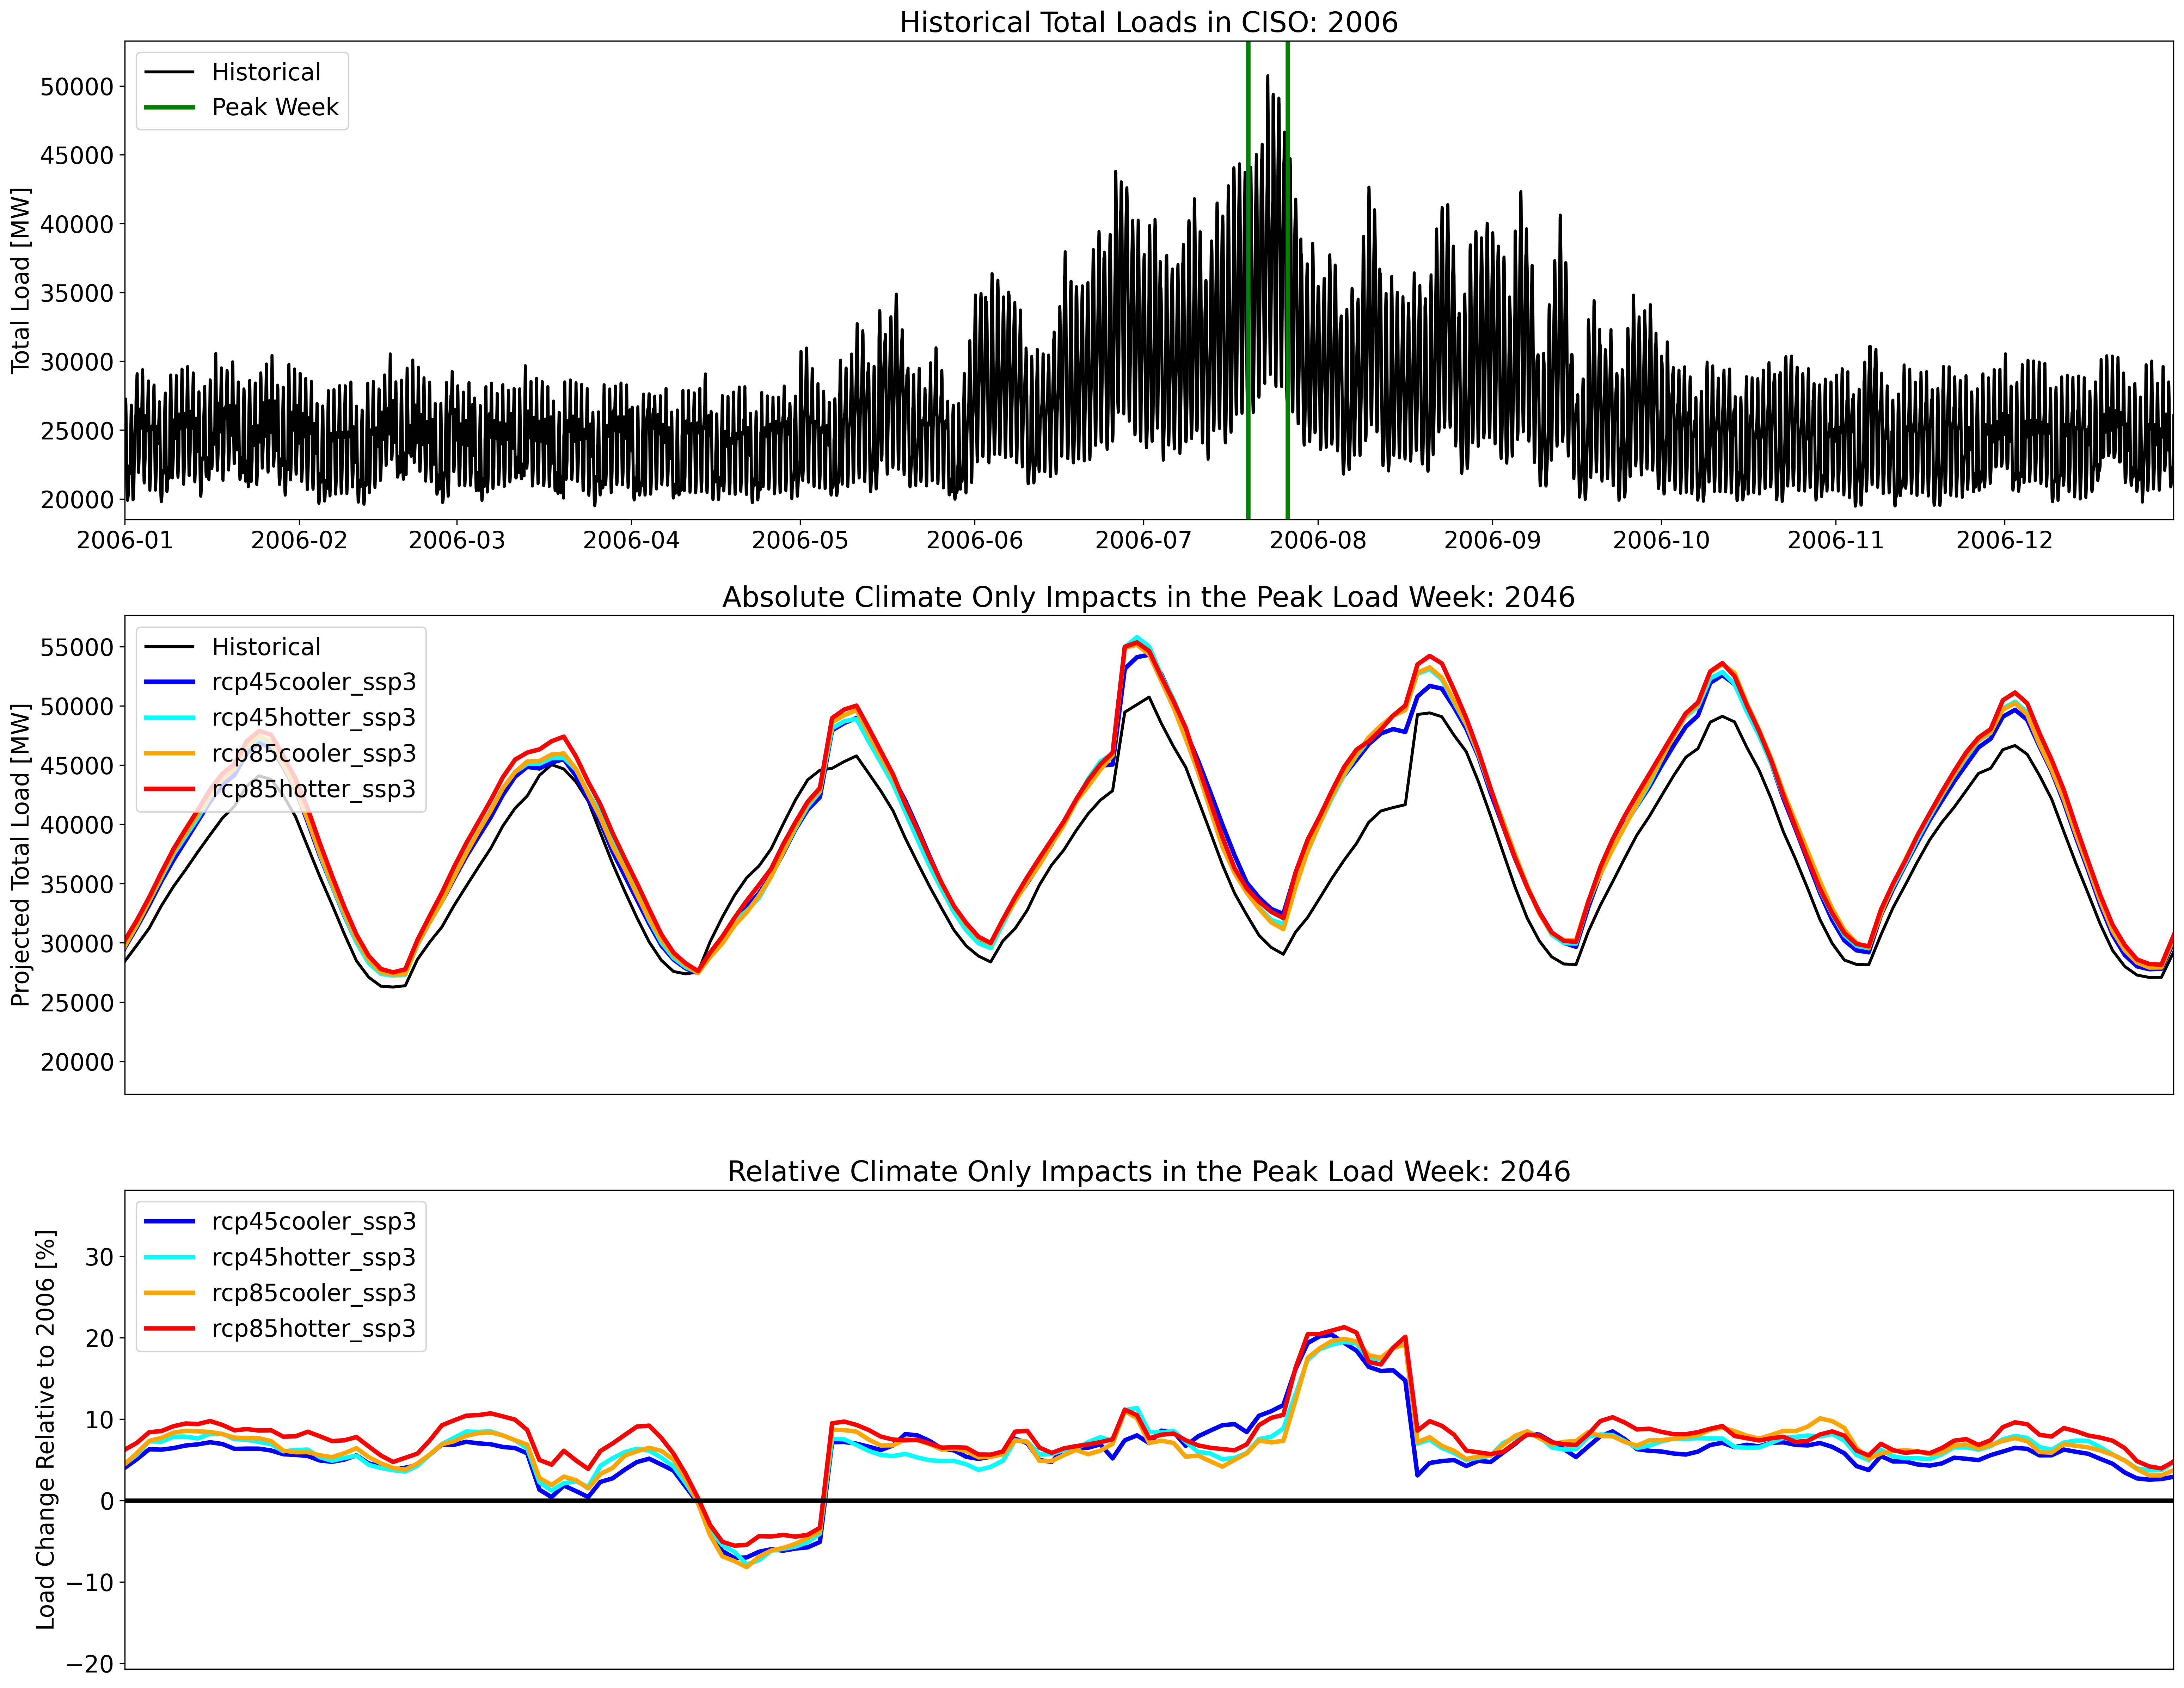 Historical Total Loads in CISO: 2006
Historical
Peak Week
Total Load [MW]
50000
45000
40000
35000
30000
25000
20000
2006-01 2006-02 2006-03 2006-04 2006-05 2006-06 2006-07 2006-08 2006-09 2006-10 2006-11 2006-12
Absolute Climate Only Impacts in the Peak Load Week: 2046
Historical
rcp45cooler_ssp3
rcp45hotter_ssp3
rcp85cooler_ssp3
rcp85hotter_ssp3
Projected Total Load [MW]
55000
50000
45000
40000
35000
30000
25000
20000
Relative Climate Only Impacts in the Peak Load Week: 2046
rcp45cooler_ssp3
rcp45hotter_ssp3
rcp85cooler_ssp3
rcp85hotter_ssp3
Load Change Relative to 2006 [%]
30
20
10
0
−10
−20